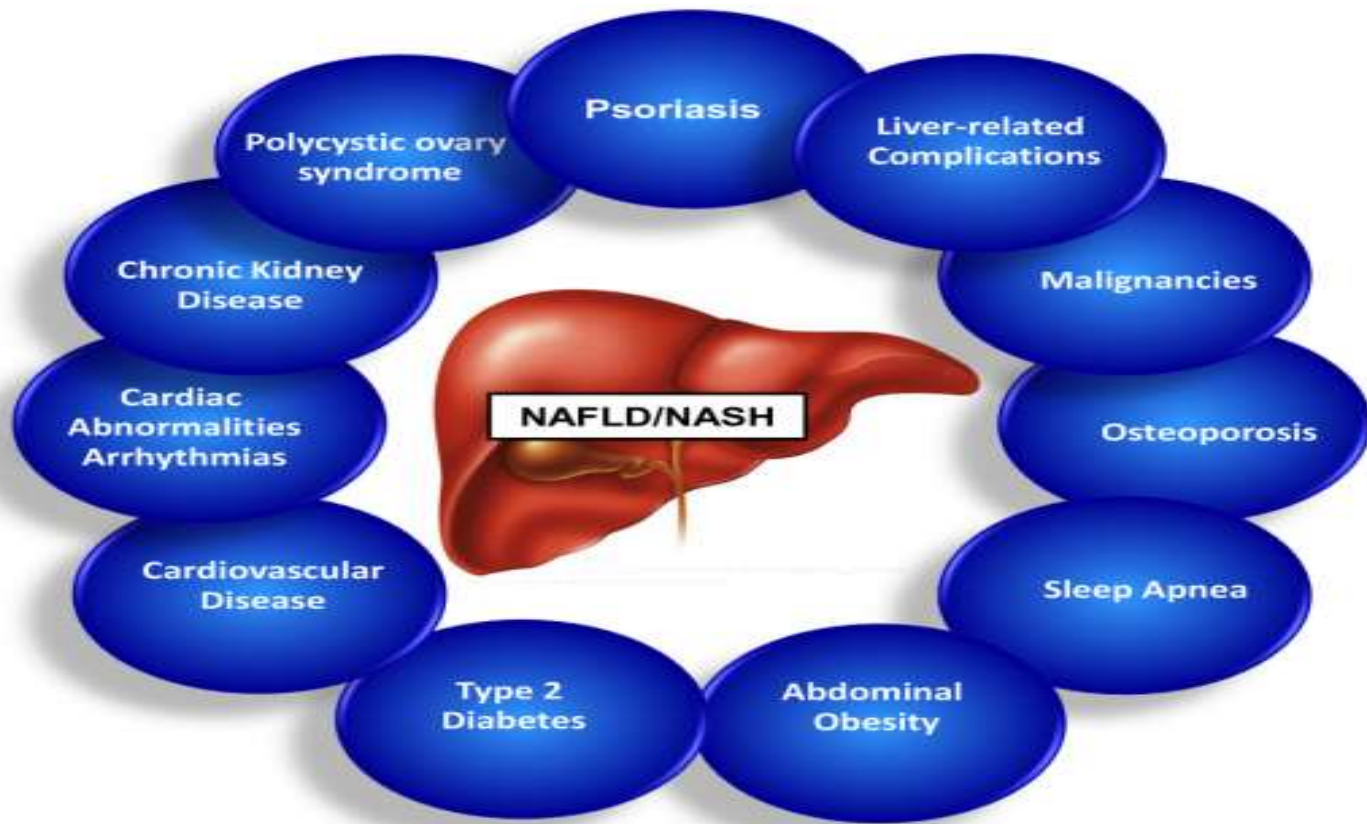 Psoriasis
Liver-related
Complications
Malignancies
Osteoporosis
Sleep Apnea
Abdominal
Obesity
Type 2
Diabetes
Cardiovascular
Disease
Cardiac
Abnormalities
Arrhythmias
Chronic Kidney
Disease
Polycystic ovary
syndrome
NAFLD/NASH